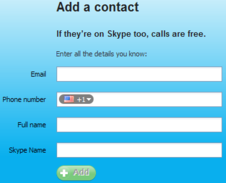 Add a contact
If they're on Skype too, calls are free.
Enter all the details you know:
Email
Phone number +1
Full name
Skype Name
Add